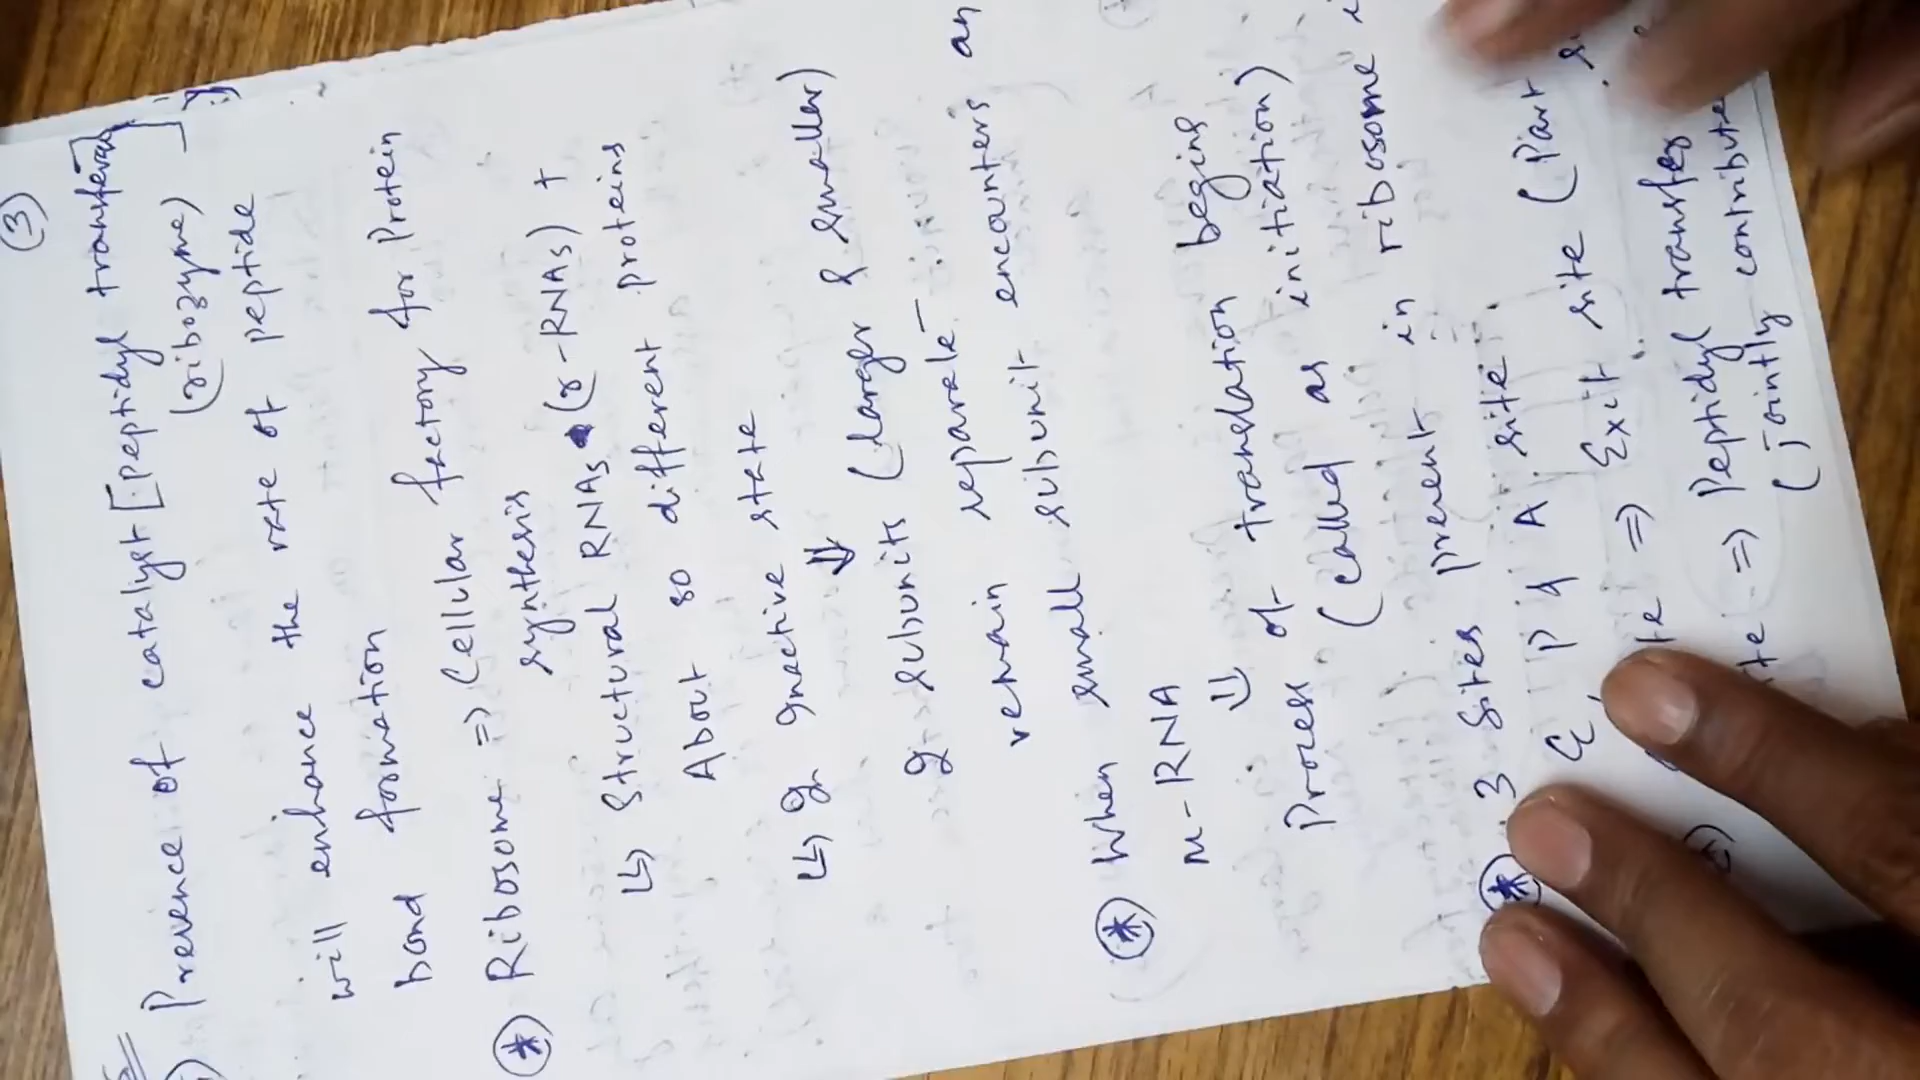 (3)
Presence of catalyst [Peptidyl transferase]
(ribozyme)
will enhance the rate of peptide
bond formation
* Ribosome => Cellular factory for Protein
synthesis
↳ Structural RNAs (r-RNAs) +
About 80 different proteins
↳ In Inactive state
⇓
2 subunits (larger & smaller)
remain separate
* When small subunit encounters an
m-RNA
⇓
Process of translation begins
(called as initiation)
* 3 Sites present in ribosome
E, P & A site
=> Exit site (Part
=> Peptidyl transfer
(jointly contribute